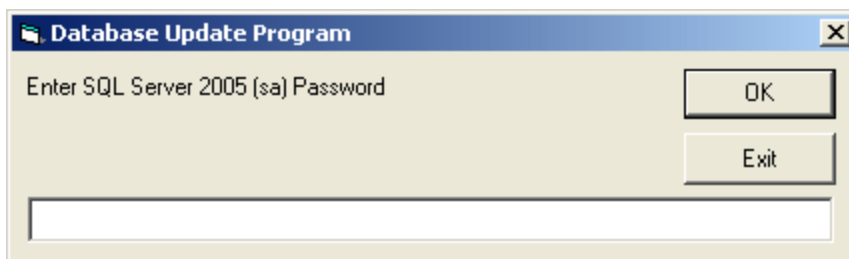 Database Update Program
Enter SQL Server 2005 (sa) Password
OK
Exit